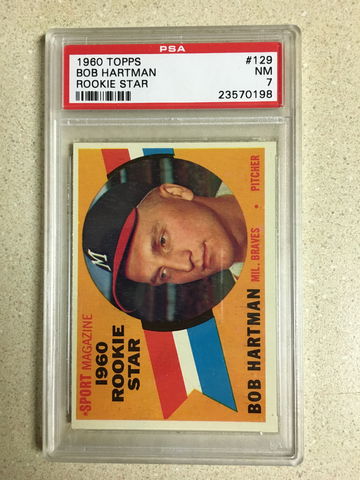 PSA
1960 TOPPS #129
BOB HARTMAN NM
ROOKIE STAR 7
23570198
SPORT MAGAZINE
1960
ROOKIE
STAR
M
BOB HARTMAN
MIL. BRAVES • PITCHER